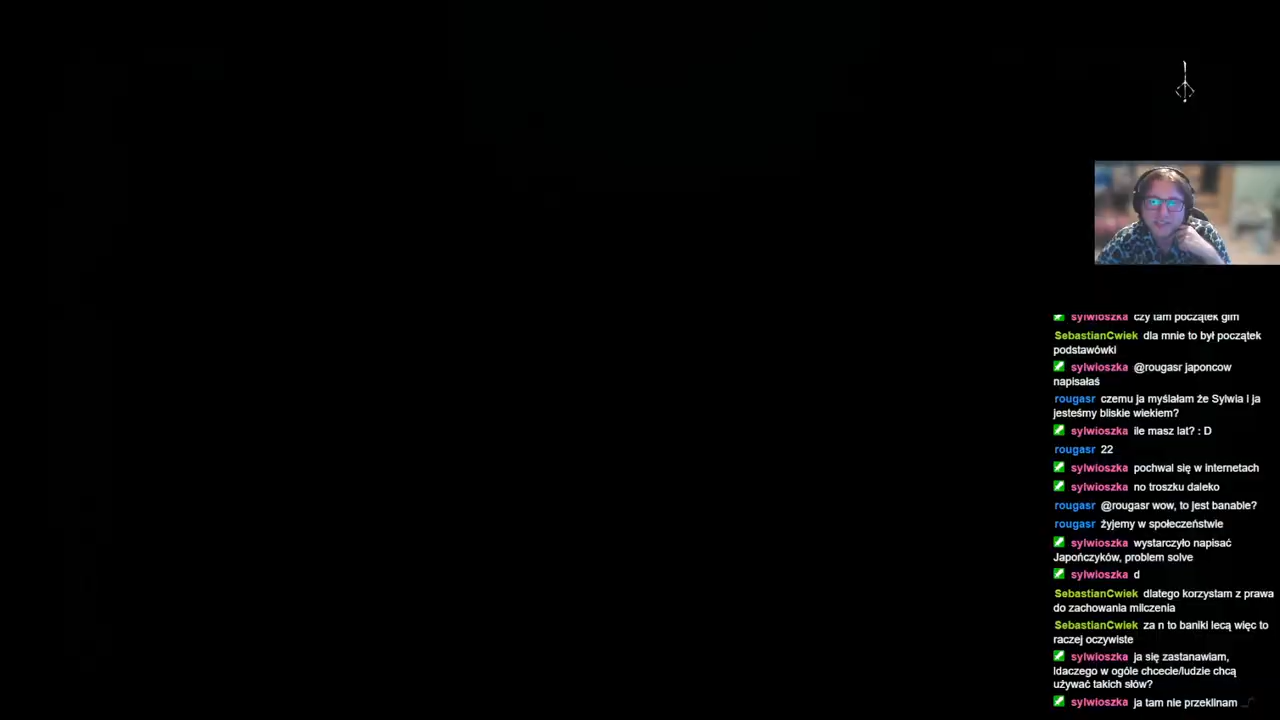 sylwioszka czy tam początek gim
SebastianCwiek dla mnie to był początek
podstawówki
sylwioszka @rougasr japoncow
napisałaś
rougasr czemu ja myślałam że Sylwia i ja
jesteśmy bliskie wiekiem?
sylwioszka ile masz lat? : D
rougasr 22
sylwioszka pochwal się w internetach
sylwioszka no troszku daleko
rougasr @rougasr wow, to jest banable?
rougasr żyjemy w społeczeństwie
sylwioszka wystarczyło napisać
Japończyków, problem solve
sylwioszka d
SebastianCwiek dlatego korzystam z prawa
do zachowania milczenia
SebastianCwiek za n to baniki lecą więc to
raczej oczywiste
sylwioszka ja się zastanawiam,
ldaczego w ogóle chcecie/ludzie chcą
używać takich słów?
sylwioszka ja tam nie przeklinam